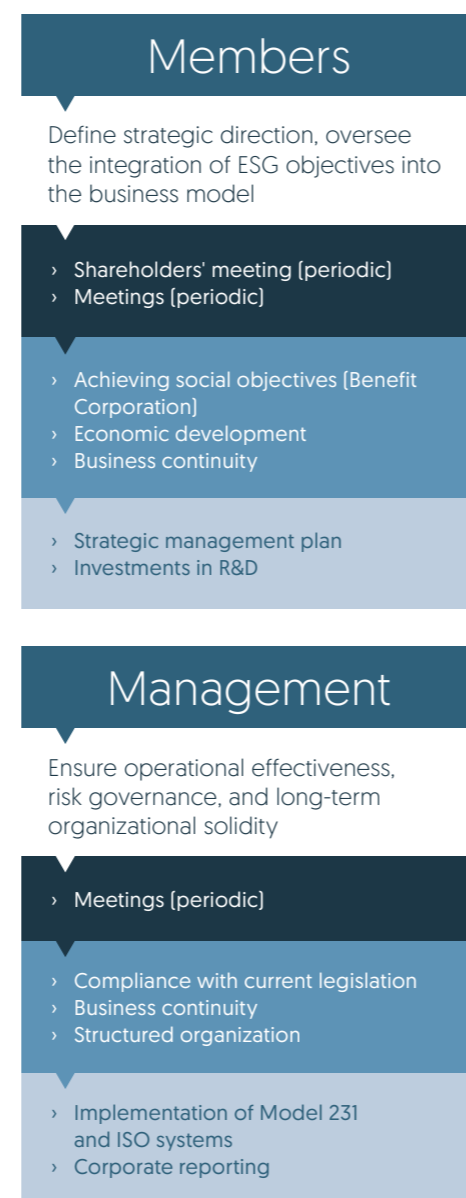 Members
Define strategic direction, oversee
the integration of ESG objectives into
the business model
› Shareholders' meeting (periodic)
› Meetings (periodic)
› Achieving social objectives (Benefit
Corporation)
› Economic development
› Business continuity
› Strategic management plan
› Investments in R&D
Management
Ensure operational effectiveness,
risk governance, and long-term
organizational solidity
› Meetings (periodic)
› Compliance with current legislation
› Business continuity
› Structured organization
› Implementation of Model 231
and ISO systems
› Corporate reporting